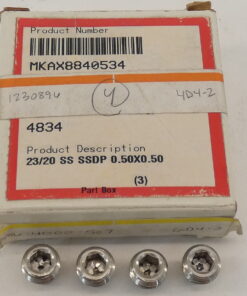 Product Number
MKAX8840534
1230896 4 4D4-2
4834
Product Description
23/20 SS SSDP 0.50X0.50
(3)
Part Box